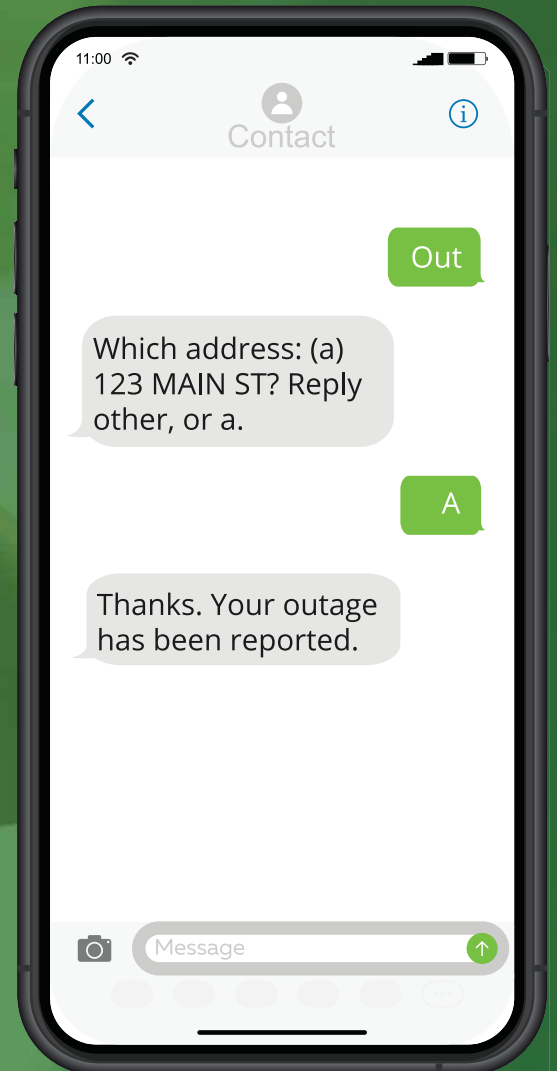 11:00
Contact
Out
Which address: (a)
123 MAIN ST? Reply
other, or a.
A
Thanks. Your outage
has been reported.
Message